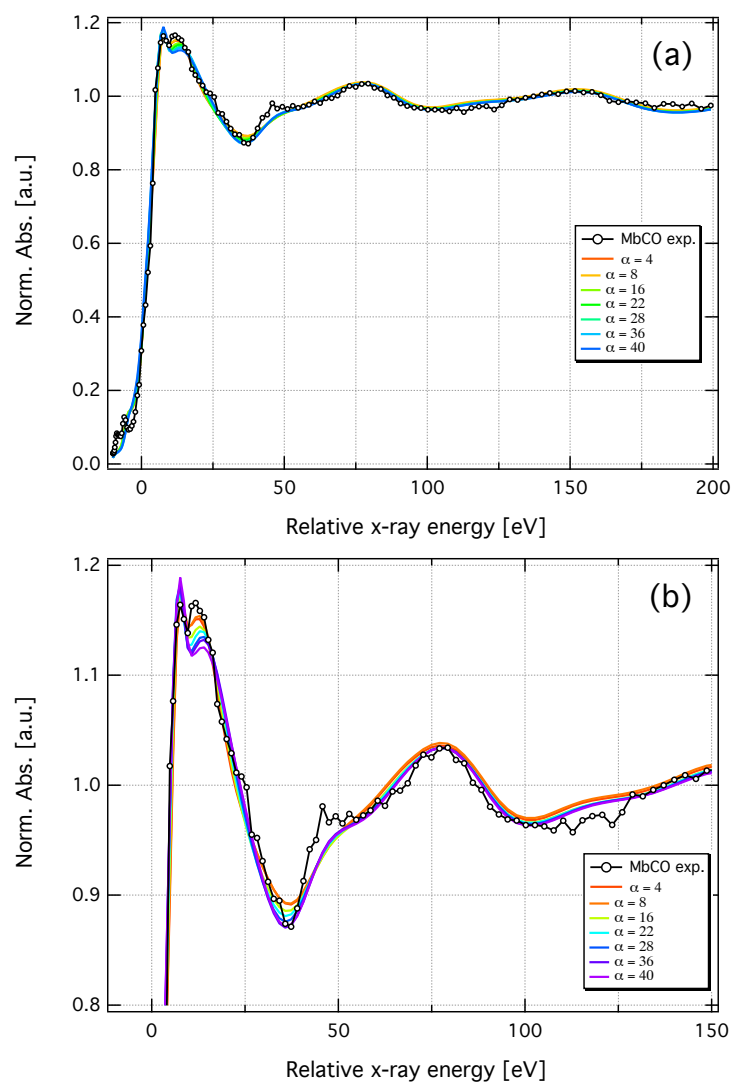 (a)
Norm. Abs. [a.u.]
1.2
1.0
0.8
0.6
0.4
0.2
0.0
MbCO exp.
α = 4
α = 8
α = 16
α = 22
α = 28
α = 36
α = 40
0 50 100 150 200
Relative x-ray energy [eV]
(b)
Norm. Abs. [a.u.]
1.2
1.1
1.0
0.9
0.8
MbCO exp.
α = 4
α = 8
α = 16
α = 22
α = 28
α = 36
α = 40
0 50 100 150
Relative x-ray energy [eV]